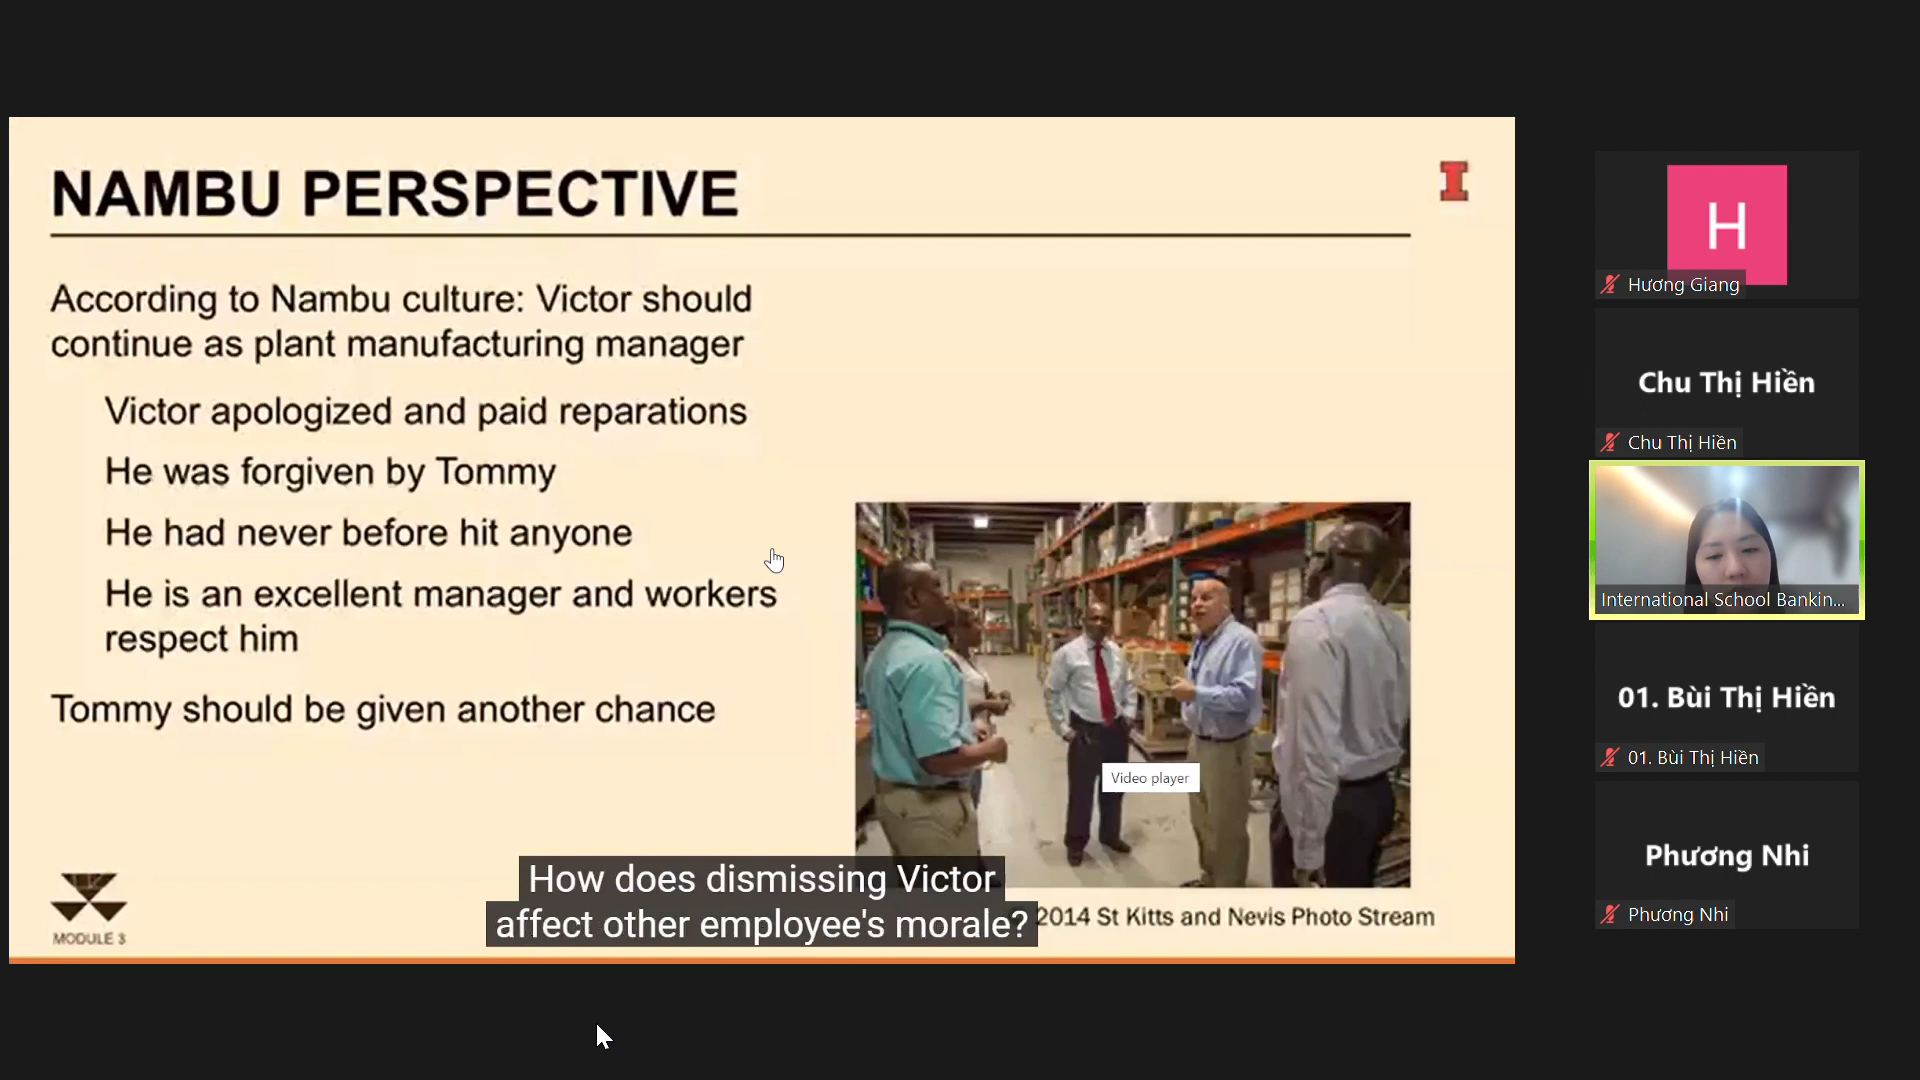 NAMBU PERSPECTIVE
According to Nambu culture: Victor should
continue as plant manufacturing manager
Victor apologized and paid reparations
He was forgiven by Tommy
He had never before hit anyone
He is an excellent manager and workers
respect him
Tommy should be given another chance
Video player
MODULE 3
How does dismissing Victor
affect other employee's morale?
2014 St Kitts and Nevis Photo Stream
I
H
Hương Giang
Chu Thị Hiền
Chu Thị Hiền
International School Bankin...
01. Bùi Thị Hiền
01. Bùi Thị Hiền
Phương Nhi
Phương Nhi